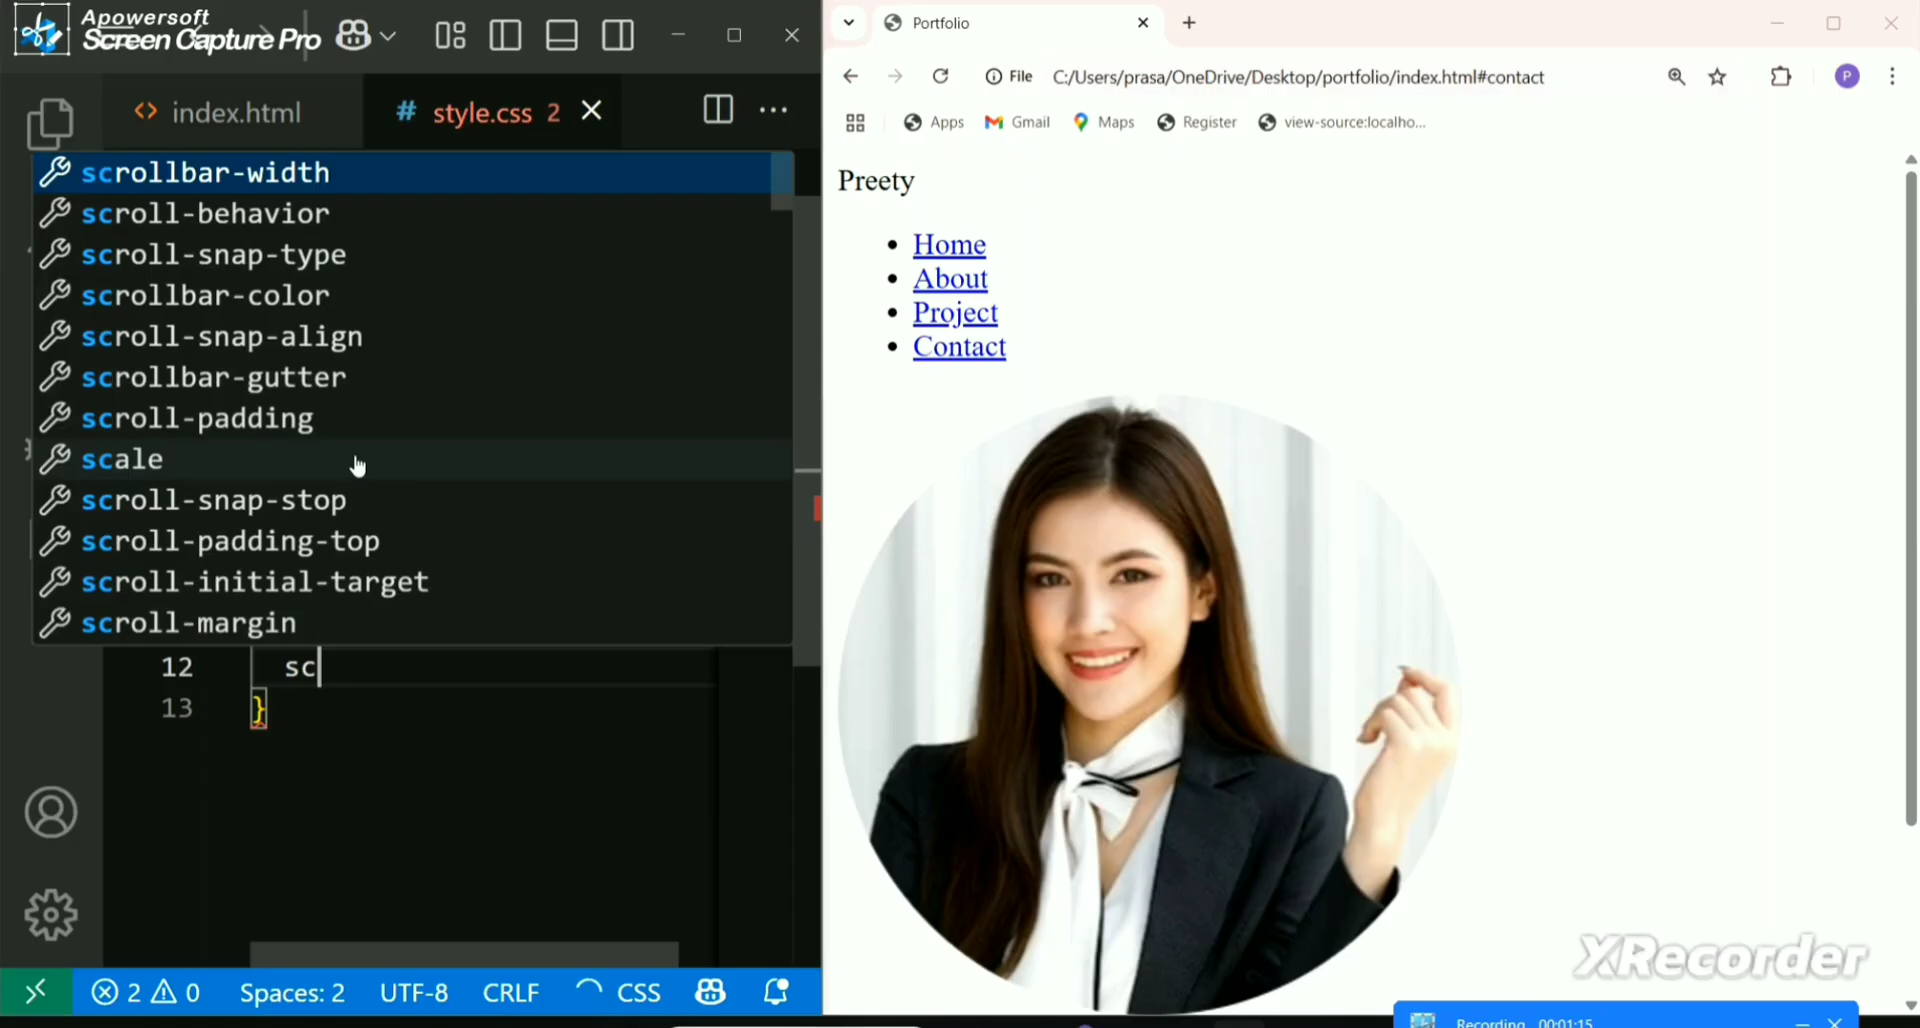 Apowersoft
Screen Capture Pro
index.html
# style.css 2
scrollbar-width
scroll-behavior
scroll-snap-type
scrollbar-color
scroll-snap-align
scrollbar-gutter
scroll-padding
scale
scroll-snap-stop
scroll-padding-top
scroll-initial-target
scroll-margin
12 sc
13 }
2 0 Spaces: 2 UTF-8 CRLF CSS
Portfolio
File C:/Users/prasa/OneDrive/Desktop/portfolio/index.html#contact P
Apps Gmail Maps Register view-source:localho...
Preety
• Home
• About
• Project
• Contact
XRecorder
Recording 00:01:15